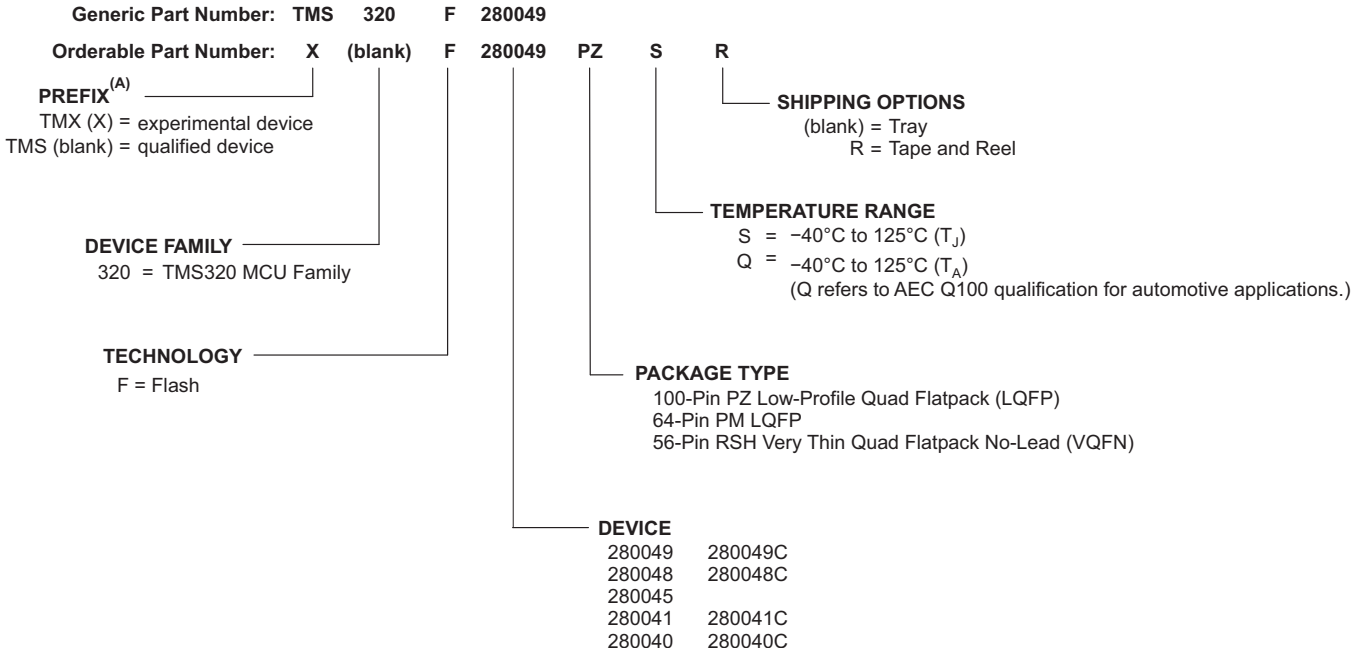 Generic Part Number: TMS 320 F 280049
Orderable Part Number: X (blank) F 280049 PZ S R
PREFIX(A)
TMX (X) = experimental device
TMS (blank) = qualified device
SHIPPING OPTIONS
(blank) = Tray
R = Tape and Reel
TEMPERATURE RANGE
S = −40°C to 125°C (TJ)
Q = −40°C to 125°C (TA)
(Q refers to AEC Q100 qualification for automotive applications.)
DEVICE FAMILY
320 = TMS320 MCU Family
TECHNOLOGY
F = Flash
PACKAGE TYPE
100-Pin PZ Low-Profile Quad Flatpack (LQFP)
64-Pin PM LQFP
56-Pin RSH Very Thin Quad Flatpack No-Lead (VQFN)
DEVICE
280049 280049C
280048 280048C
280045
280041 280041C
280040 280040C